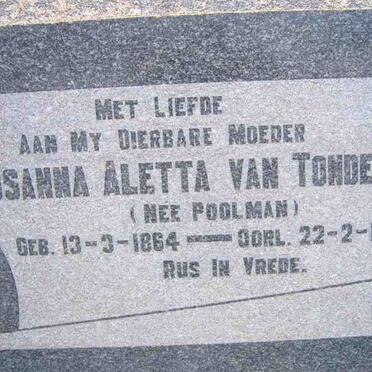 MET LIEFDE
AAN MY DIERBARE MOEDER
SANNA ALETTA VAN TONDE
(NEE POOLMAN)
GEB. 13-3-1864 — OORL. 22-2-
RUS IN VREDE.